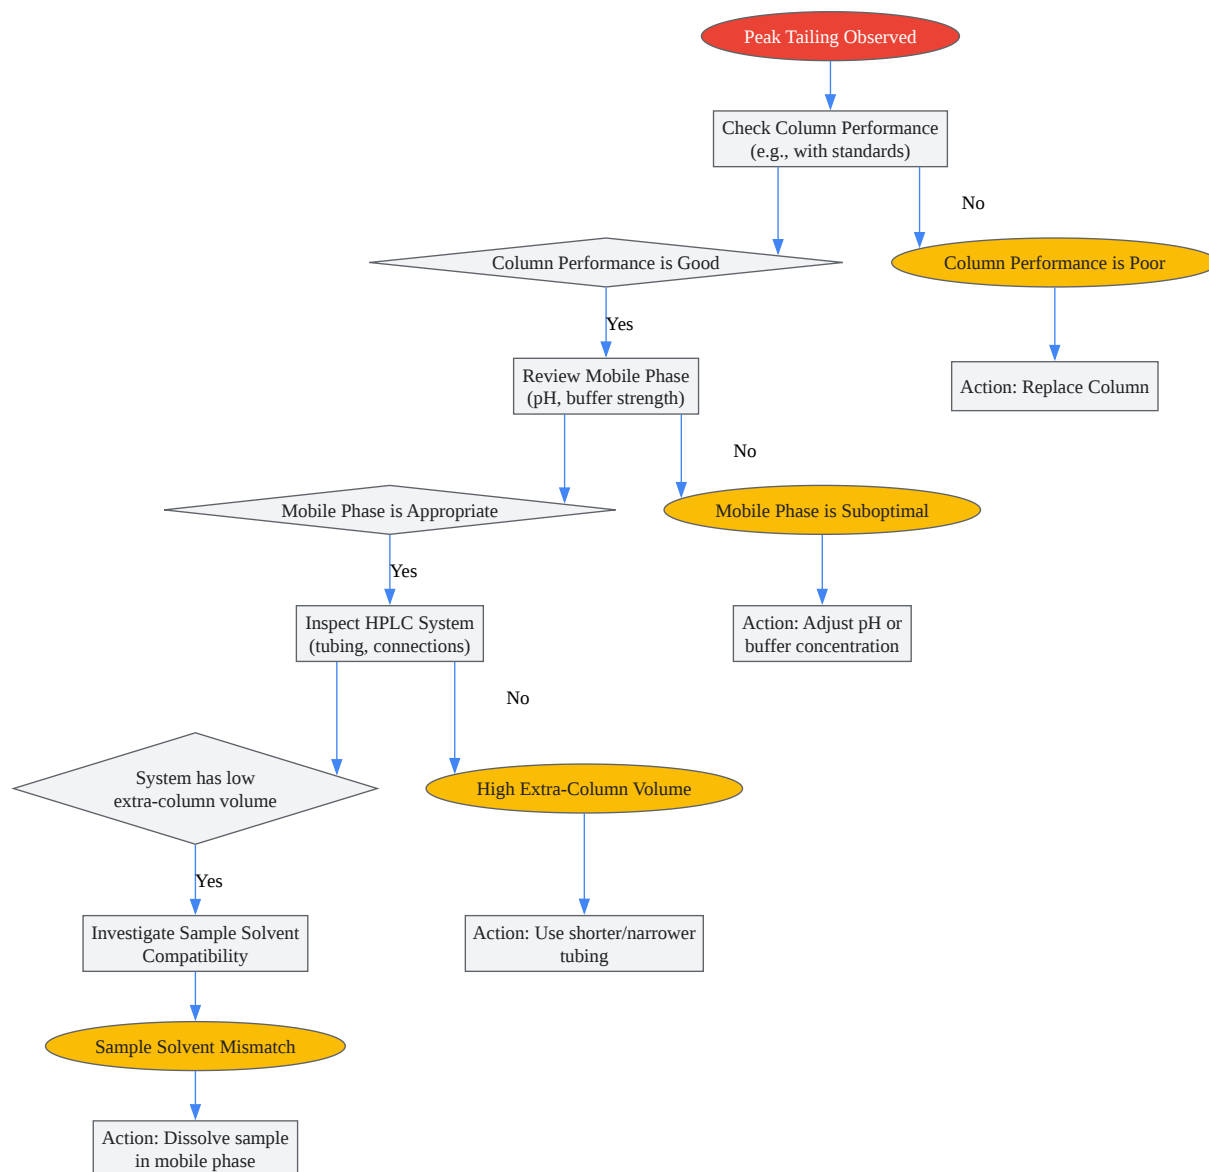 Peak Tailing Observed
Check Column Performance
(e.g., with standards)
No
Column Performance is Good
Column Performance is Poor
Yes
Review Mobile Phase
(pH, buffer strength)
Action: Replace Column
No
Mobile Phase is Appropriate
Mobile Phase is Suboptimal
Yes
Inspect HPLC System
(tubing, connections)
Action: Adjust pH or
buffer concentration
No
System has low
extra-column volume
High Extra-Column Volume
Yes
Investigate Sample Solvent
Compatibility
Action: Use shorter/narrower
tubing
Sample Solvent Mismatch
Action: Dissolve sample
in mobile phase